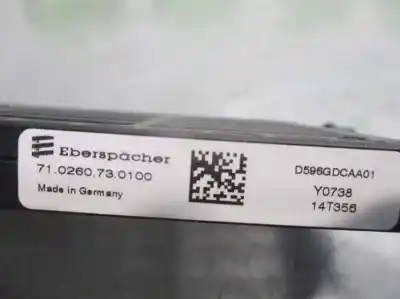 Eberspächer
71.0260.73.0100
Made in Germany
D596GDCAA01
Y0738
14T356